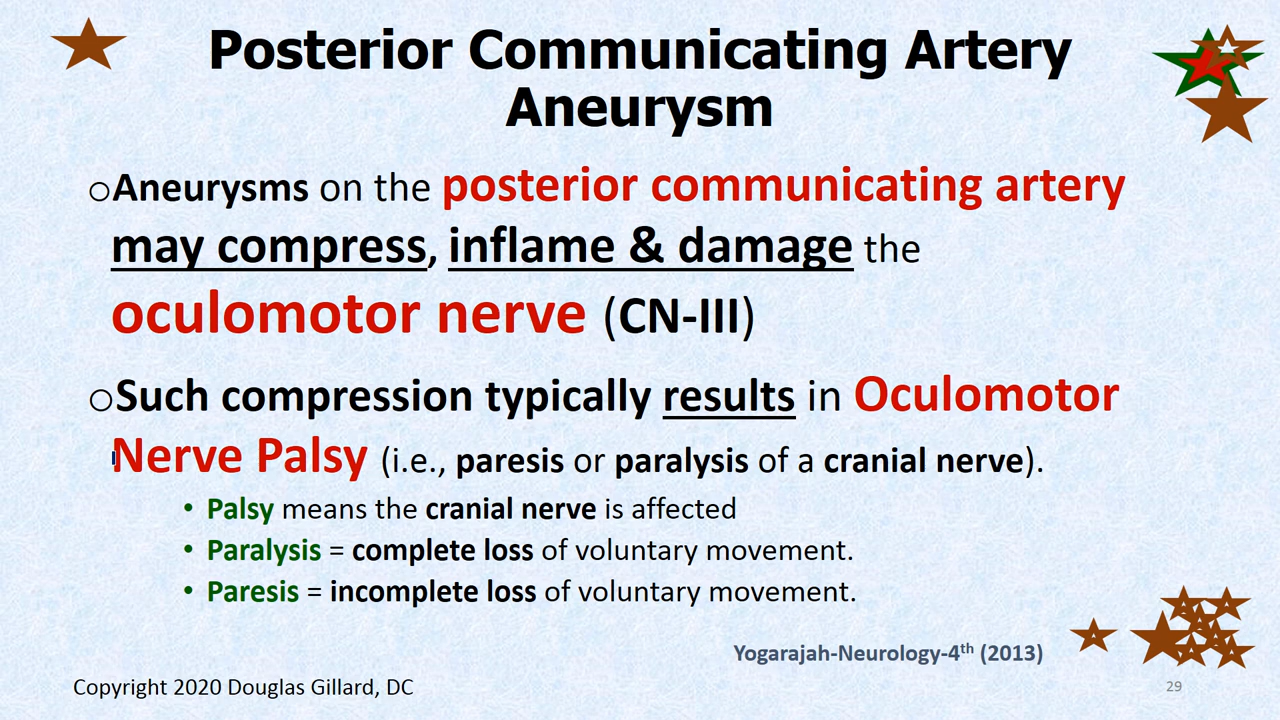 Posterior Communicating Artery
Aneurysm
○Aneurysms on the posterior communicating artery
may compress, inflame & damage the
oculomotor nerve (CN-III)
○Such compression typically results in Oculomotor
Nerve Palsy (i.e., paresis or paralysis of a cranial nerve).
• Palsy means the cranial nerve is affected
• Paralysis = complete loss of voluntary movement.
• Paresis = incomplete loss of voluntary movement.
Yogarajah-Neurology-4th (2013)
Copyright 2020 Douglas Gillard, DC
29